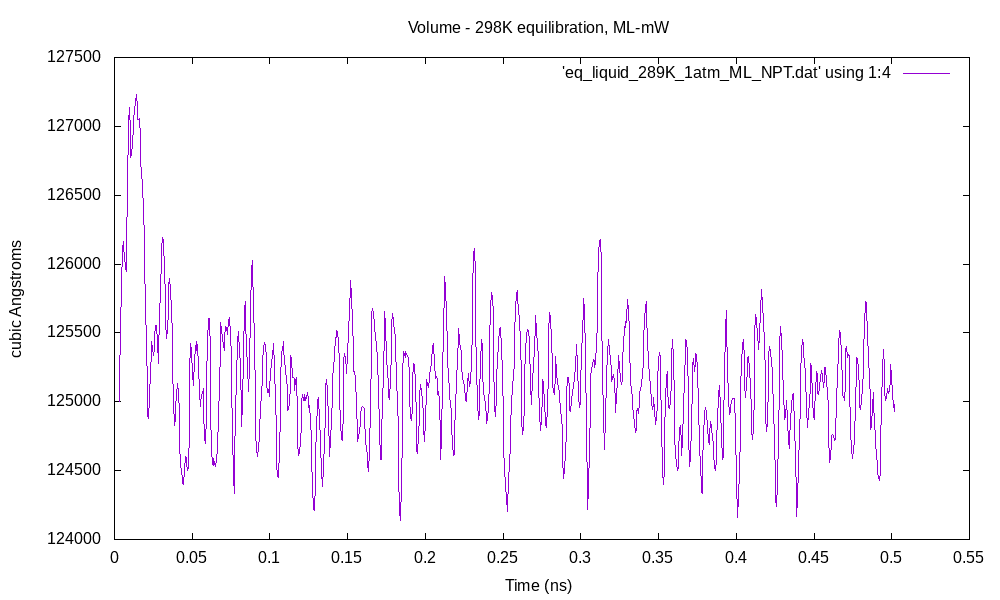 Volume - 298K equilibration, ML-mW
127500
'eq_liquid_289K_1atm_ML_NPT.dat' using 1:4
127000
126500
126000
cubic Angstroms
125500
125000
124500
124000
0 0.05 0.1 0.15 0.2 0.25 0.3 0.35 0.4 0.45 0.5 0.55
Time (ns)